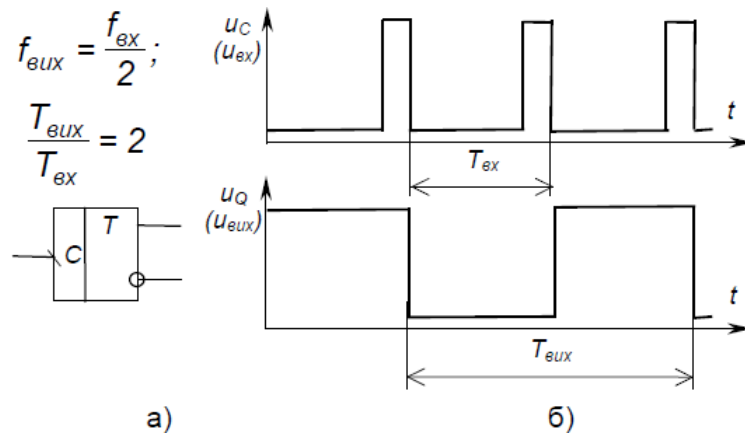 f_вих = f_вх / 2 ;
T_вих / T_вх = 2
C T
а)
u_C
(u_вх)
t
T_вх
u_Q
(u_вих)
t
T_вих
б)